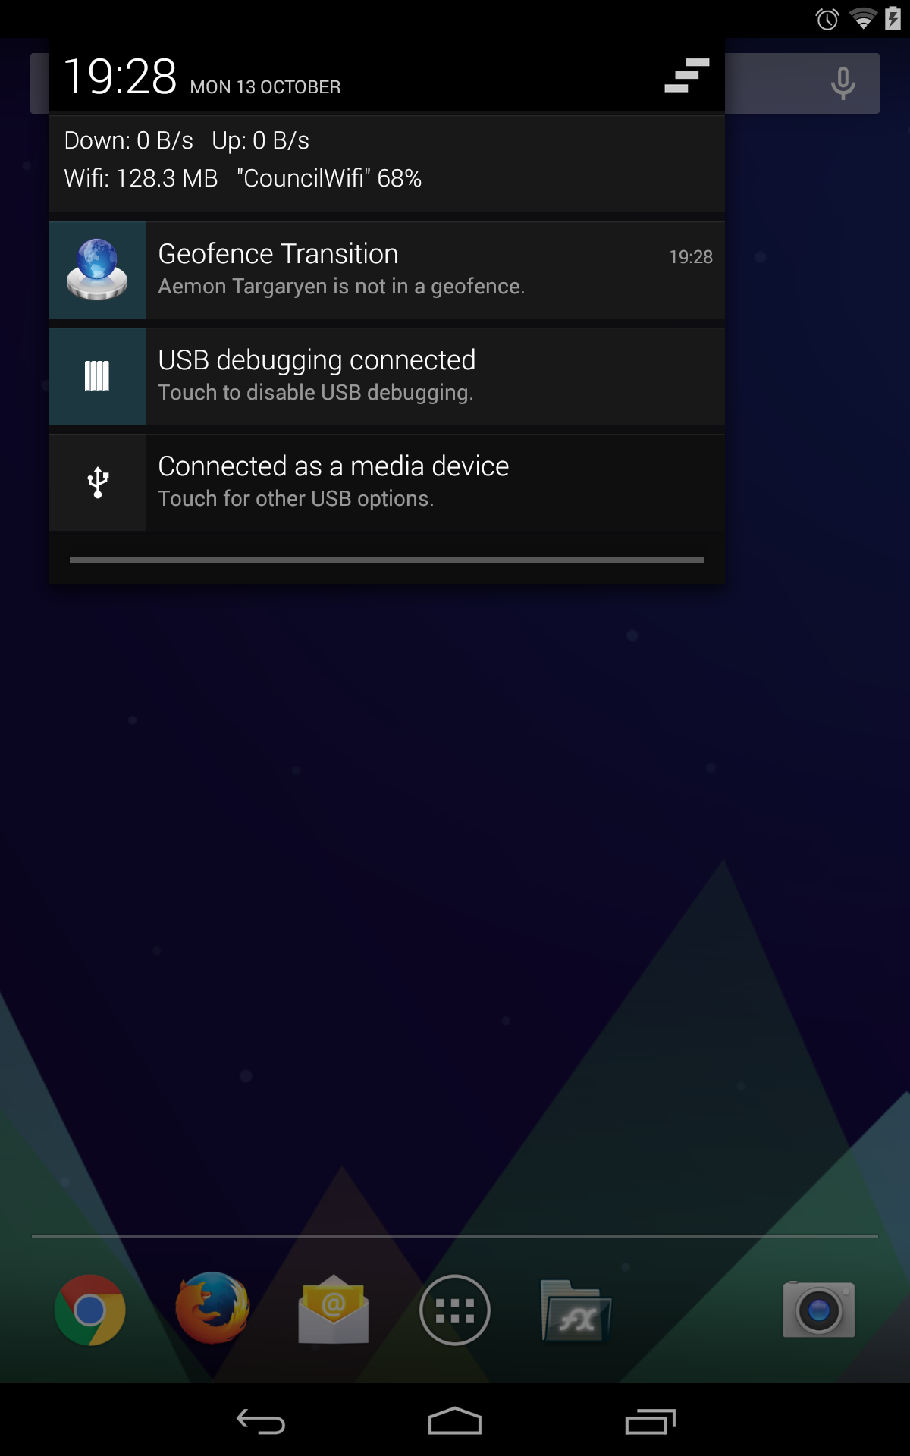 19:28 MON 13 OCTOBER
Down: 0 B/s Up: 0 B/s
Wifi: 128.3 MB "CouncilWifi" 68%
Geofence Transition 19:28
Aemon Targaryen is not in a geofence.
USB debugging connected
Touch to disable USB debugging.
Connected as a media device
Touch for other USB options.
@
fX